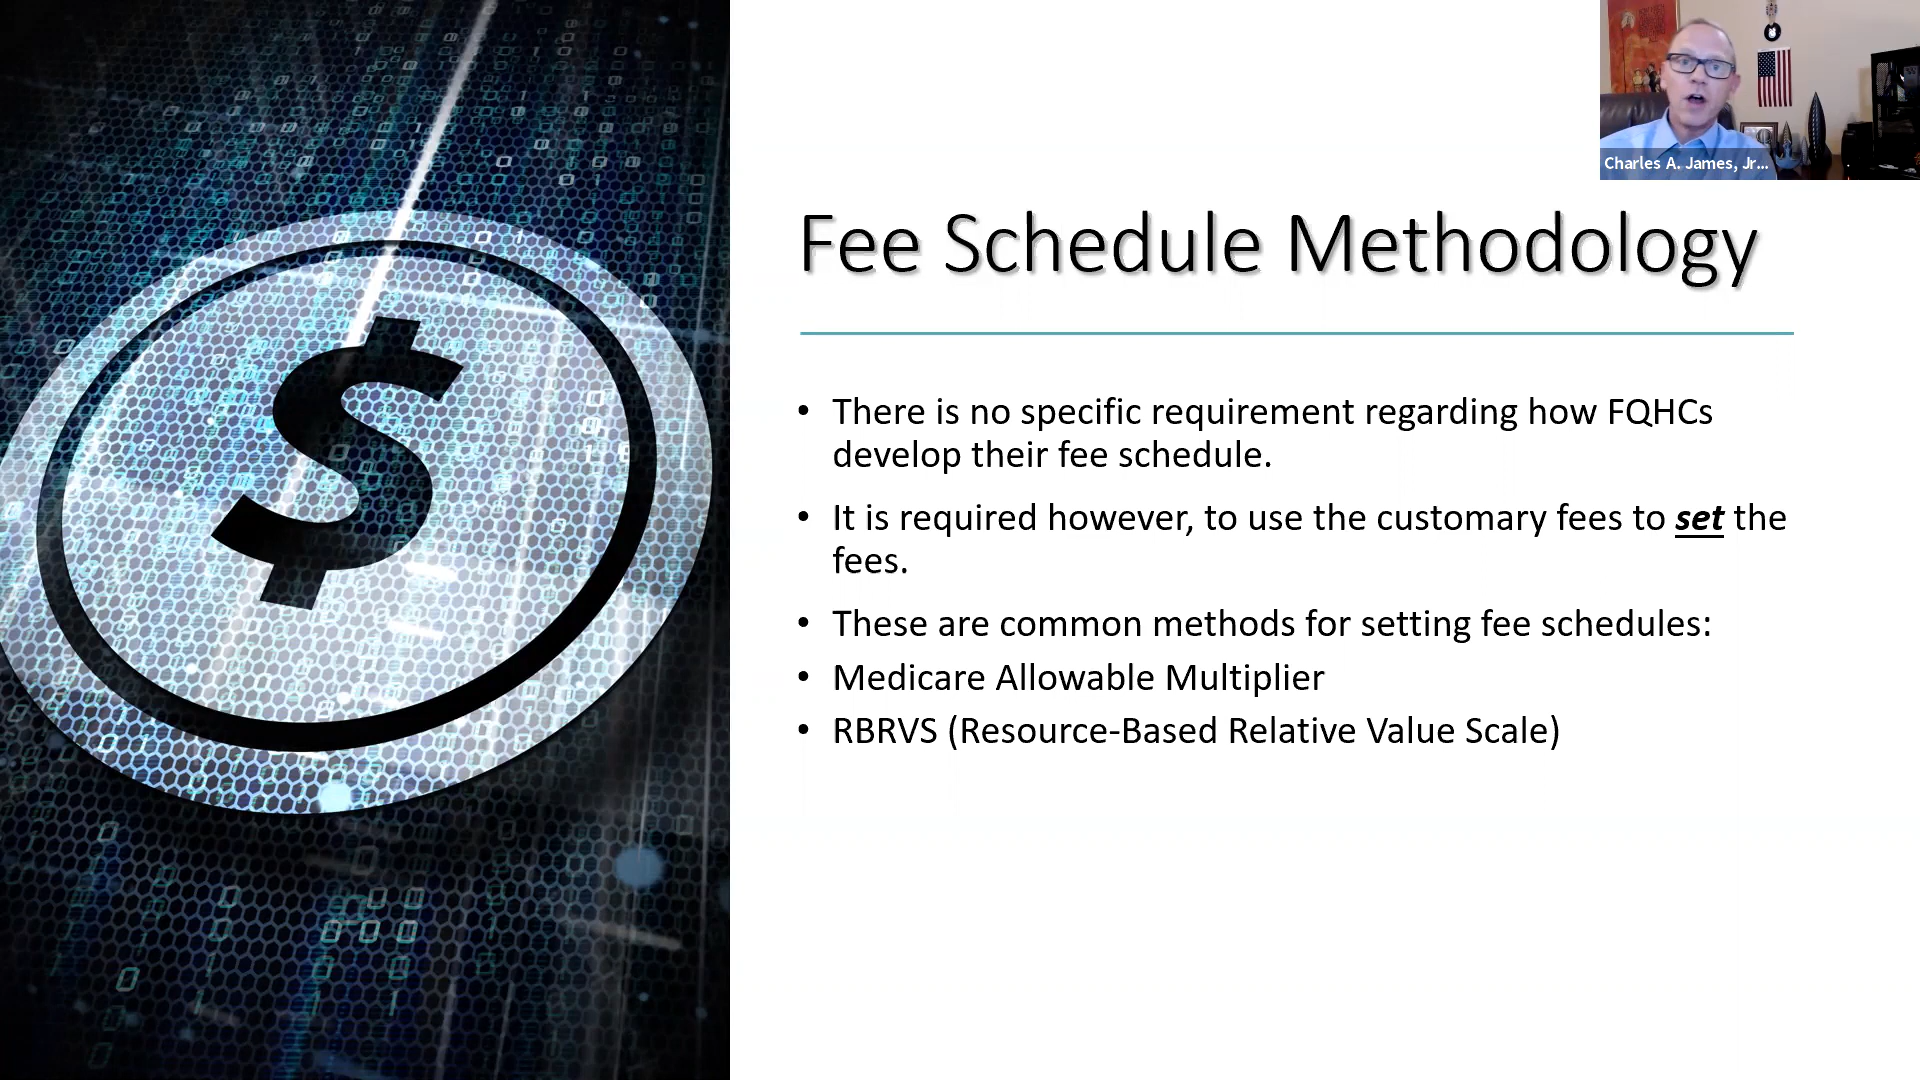 Charles A. James, Jr...
Fee Schedule Methodology
• There is no specific requirement regarding how FQHCs
develop their fee schedule.
• It is required however, to use the customary fees to set the
fees.
• These are common methods for setting fee schedules:
• Medicare Allowable Multiplier
• RBRVS (Resource-Based Relative Value Scale)